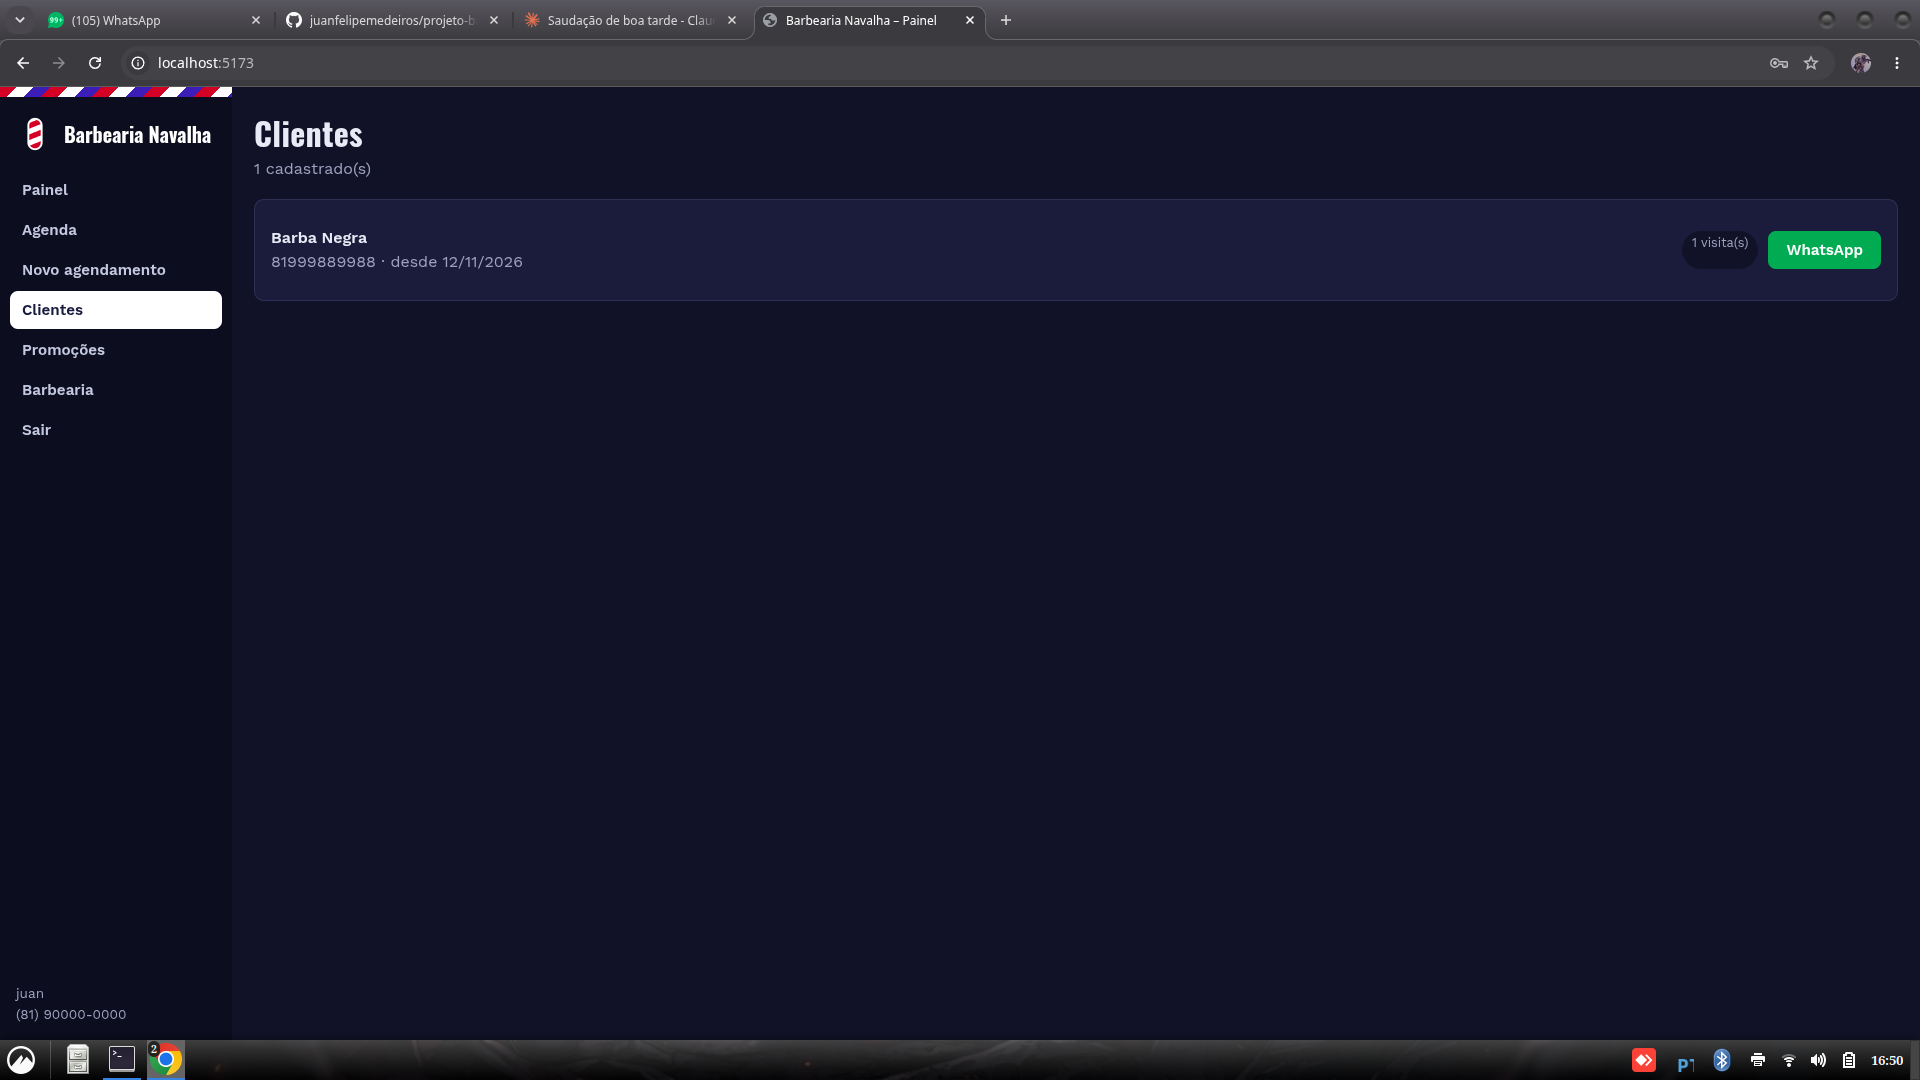 (105) WhatsApp
juanfelipemedeiros/projeto-b
Saudação de boa tarde - Clau
Barbearia Navalha – Painel
localhost:5173
Barbearia Navalha
Painel
Agenda
Novo agendamento
Clientes
Promoções
Barbearia
Sair
juan
(81) 90000-0000
Clientes
1 cadastrado(s)
Barba Negra
81999889988 · desde 12/11/2026
1 visita(s)
WhatsApp
99+
2
16:50